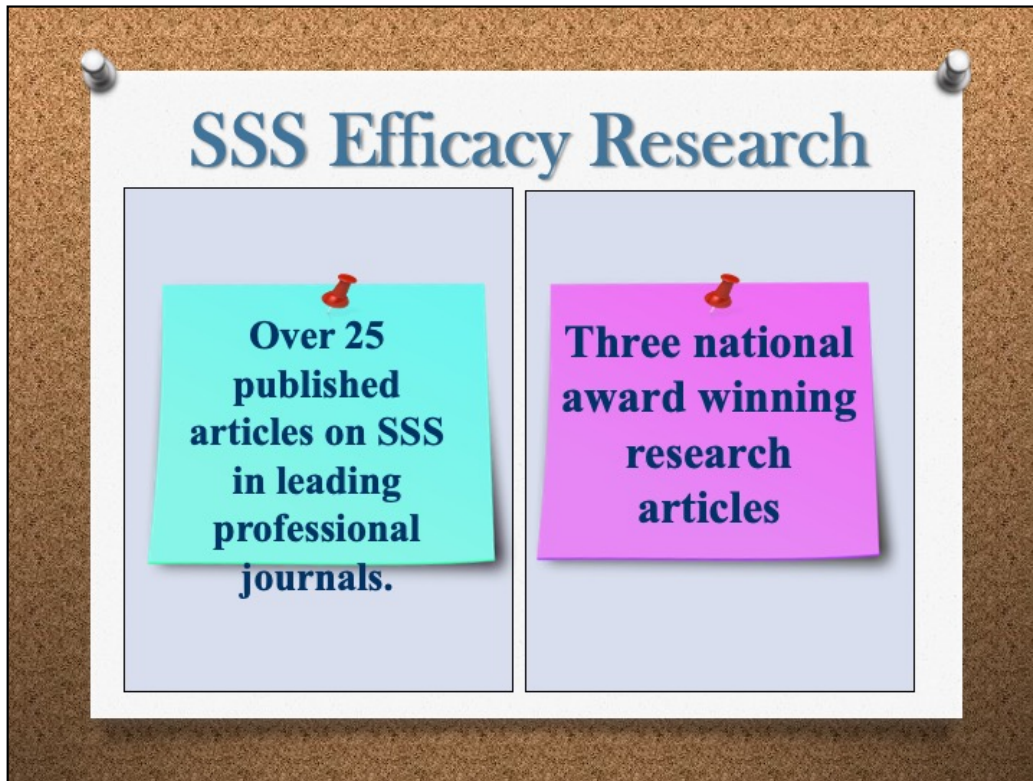 SSS Efficacy Research
Over 25
published
articles on SSS
in leading
professional
journals.
Three national
award winning
research
articles